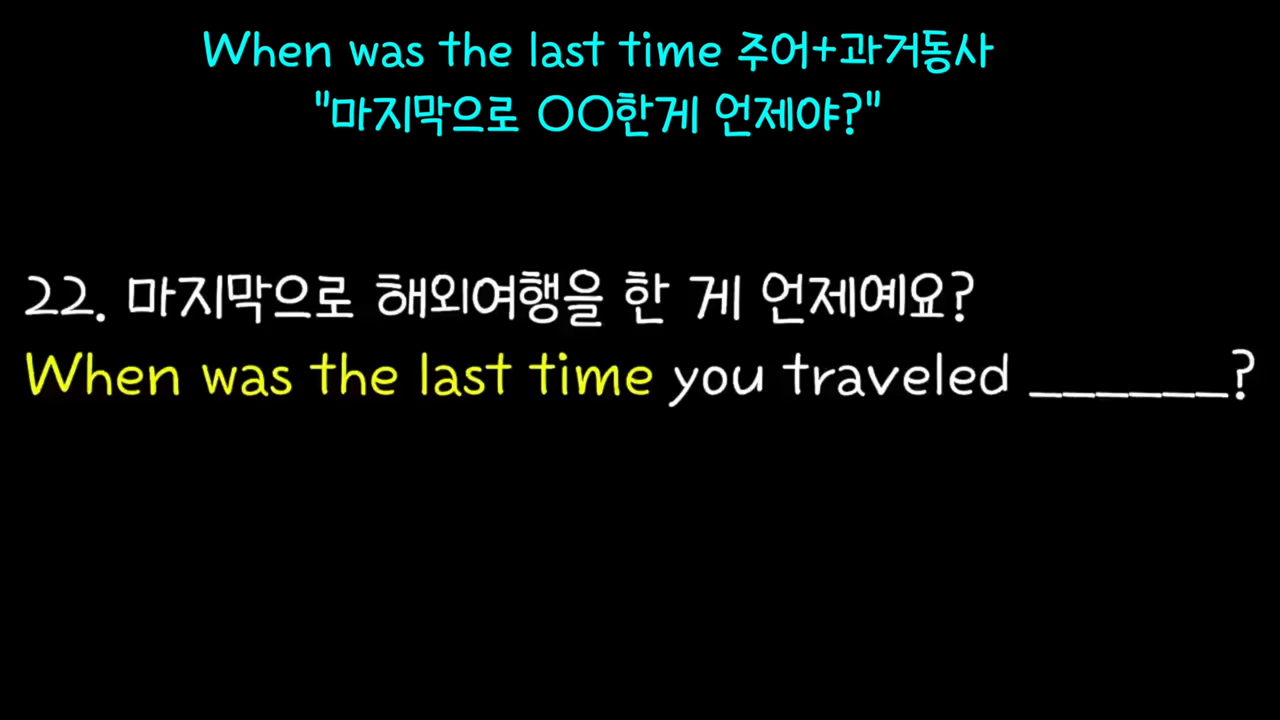 When was the last time 주어+과거동사
"마지막으로 OO한게 언제야?"
22. 마지막으로 해외여행을 한 게 언제예요?
When was the last time you traveled ______?